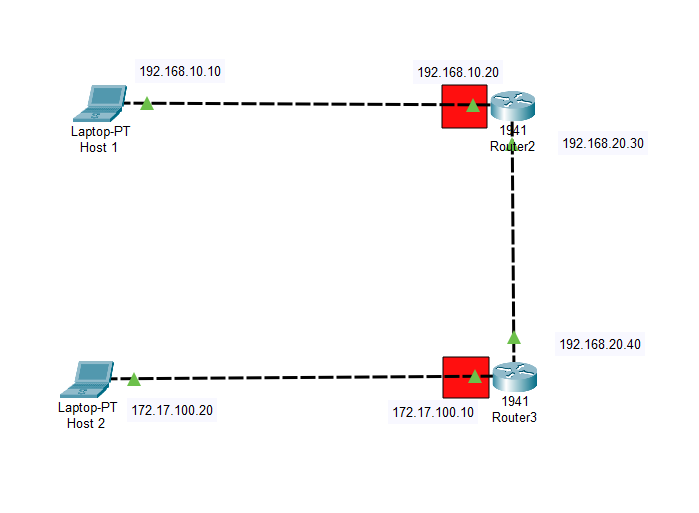 192.168.10.10
192.168.10.20
Laptop-PT
Host 1
1941
Router2
192.168.20.30
192.168.20.40
Laptop-PT
Host 2
172.17.100.20
172.17.100.10
1941
Router3